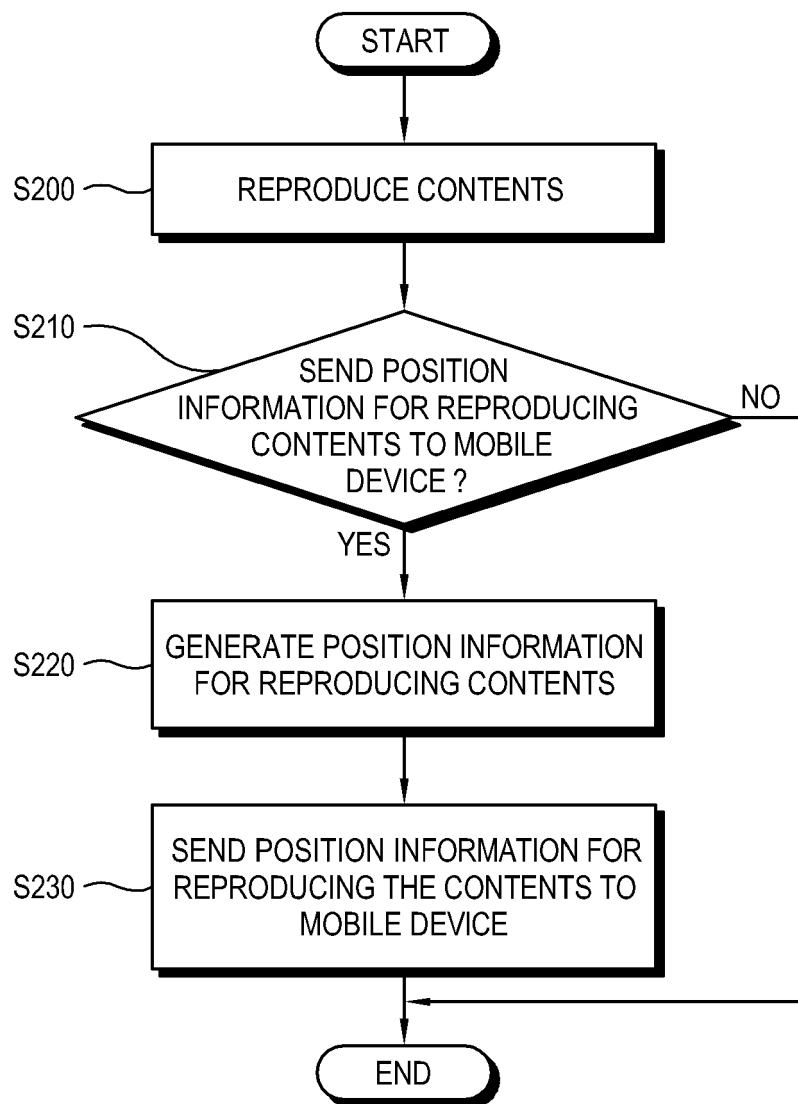 START
S200
REPRODUCE CONTENTS
S210
SEND POSITION
INFORMATION FOR REPRODUCING
CONTENTS TO MOBILE
DEVICE ?
NO
YES
S220
GENERATE POSITION INFORMATION
FOR REPRODUCING CONTENTS
S230
SEND POSITION INFORMATION FOR
REPRODUCING THE CONTENTS TO
MOBILE DEVICE
END